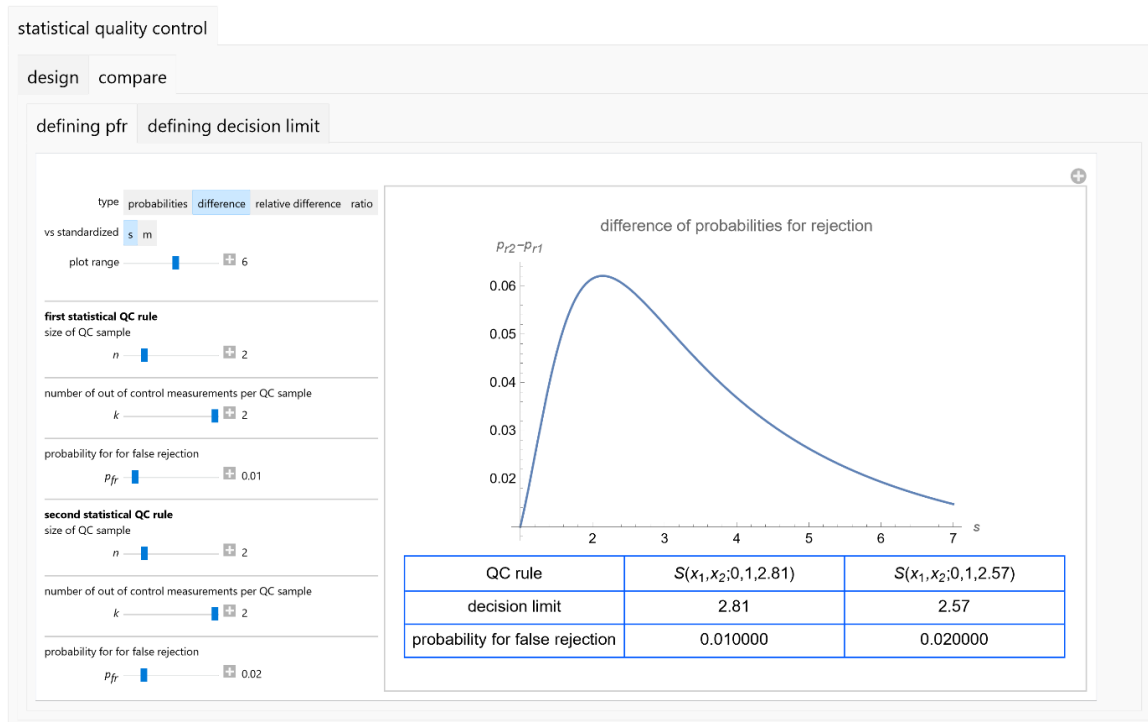 statistical quality control
design compare
defining pfr defining decision limit
type probabilities difference relative difference ratio
vs standardized s m
plot range 6
first statistical QC rule
size of QC sample
n 2
number of out of control measurements per QC sample
k 2
probability for for false rejection
pfr 0.01
second statistical QC rule
size of QC sample
n 2
number of out of control measurements per QC sample
k 2
probability for for false rejection
pfr 0.02
difference of probabilities for rejection
pr2-pr1
0.06
0.05
0.04
0.03
0.02
2 3 4 5 6 7 s
QC rule S(x1,x2;0,1,2.81) S(x1,x2;0,1,2.57)
decision limit 2.81 2.57
probability for false rejection 0.010000 0.020000